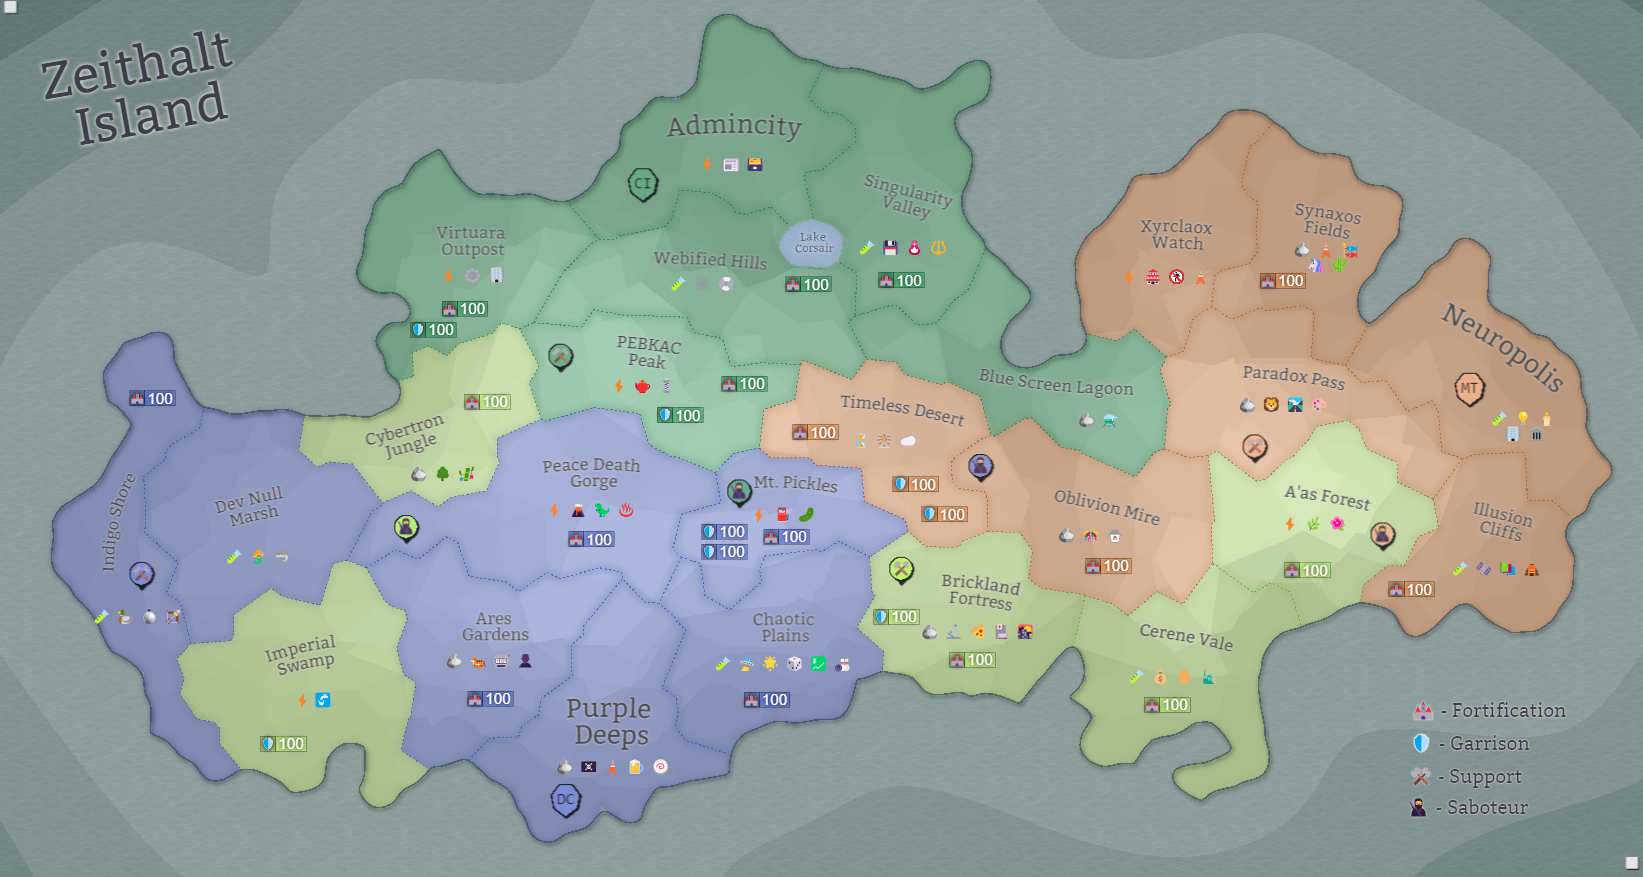 Zeithalt
Island
Admincity
CI
Singularity
Valley
Virtuara
Outpost
Webified Hills
Lake
Corsair
100
100
100
100
Xyrclaox
Watch
Synaxos
Fields
100
Neuropolis
MT
PEBKAC
Peak
100
100
Blue Screen Lagoon
Paradox Pass
100
Cybertron
Jungle
100
Timeless Desert
100
100
100
Indigo Shore
Dev Null
Marsh
Peace Death
Gorge
100
Mt. Pickles
100
100
100
Oblivion Mire
100
A'as Forest
100
Illusion
Cliffs
100
Brickland
Fortress
100
100
Imperial
Swamp
100
Ares
Gardens
100
Chaotic
Plains
100
Cerene Vale
100
Purple
Deeps
DC
- Fortification
- Garrison
- Support
- Saboteur